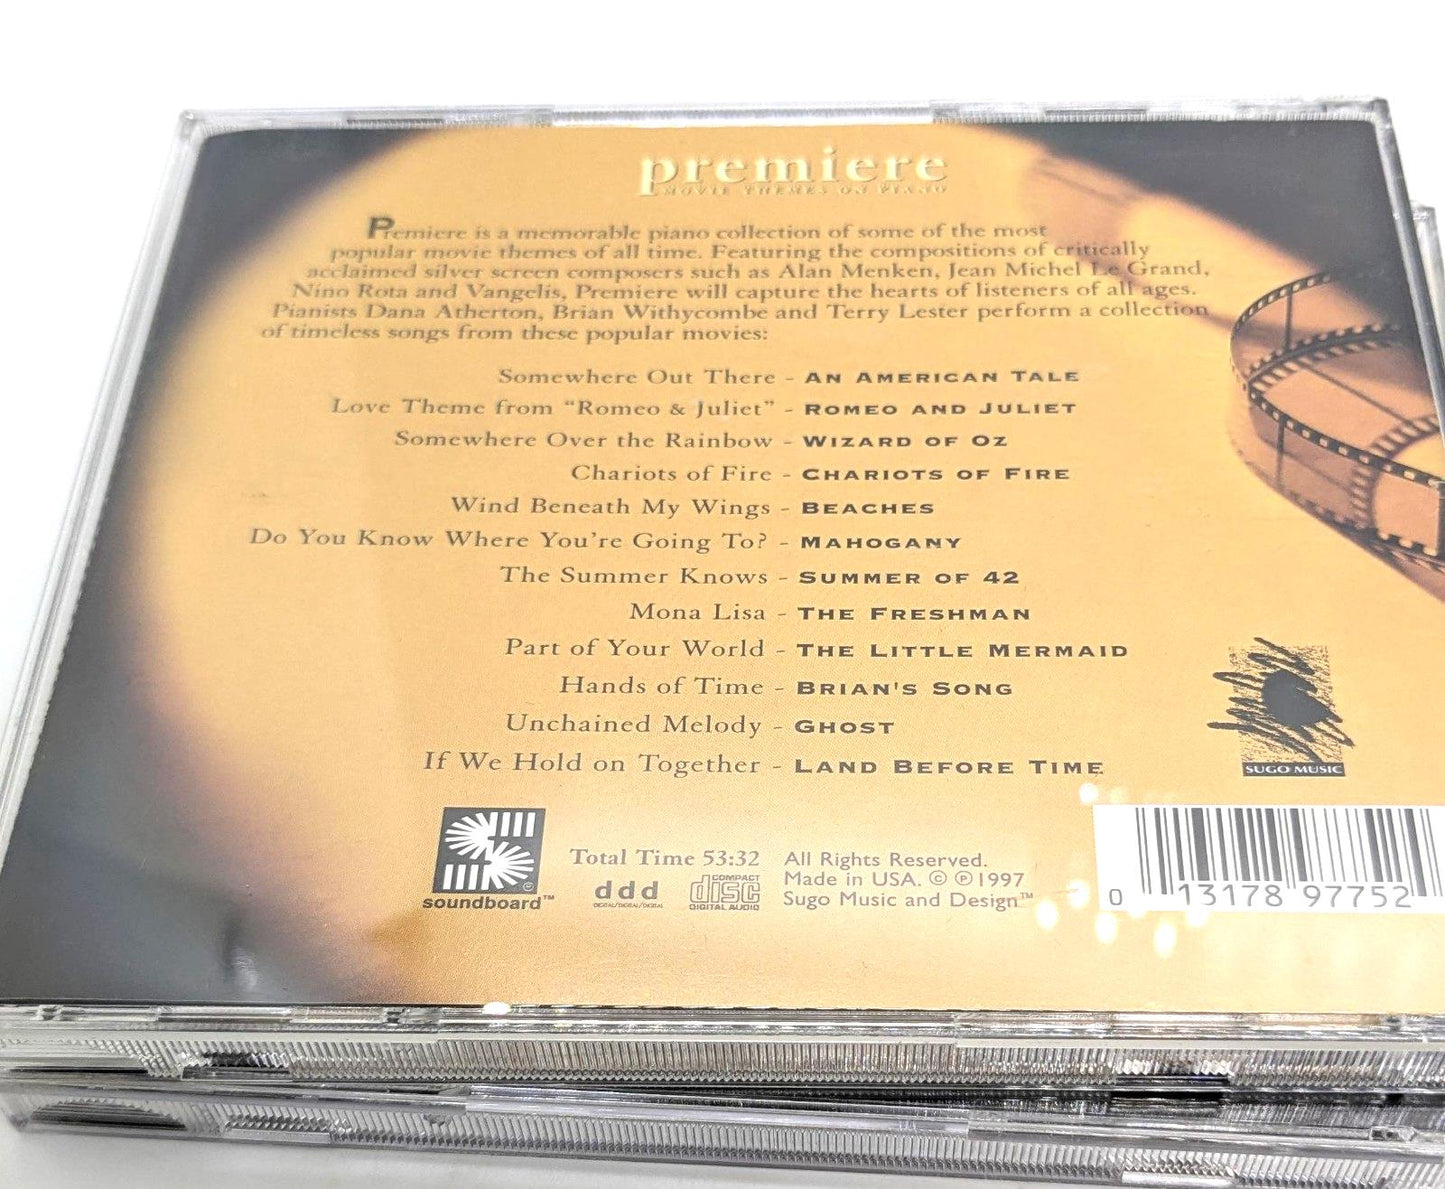 premiere
MOVIE THEMES ON PIANO
Premiere is a memorable piano collection of some of the most
popular movie themes of all time. Featuring the compositions of critically
acclaimed silver screen composers such as Alan Menken, Jean Michel Le Grand,
Nino Rota and Vangelis, Premiere will capture the hearts of listeners of all ages.
Pianists Dana Atherton, Brian Withycombe and Terry Lester perform a collection
of timeless songs from these popular movies:
Somewhere Out There - AN AMERICAN TALE
Love Theme from “Romeo & Juliet” - ROMEO AND JULIET
Somewhere Over the Rainbow - WIZARD OF OZ
Chariots of Fire - CHARIOTS OF FIRE
Wind Beneath My Wings - BEACHES
Do You Know Where You're Going To? - MAHOGANY
The Summer Knows - SUMMER OF 42
Mona Lisa - THE FRESHMAN
Part of Your World - THE LITTLE MERMAID
Hands of Time - BRIAN'S SONG
Unchained Melody - GHOST
If We Hold on Together - LAND BEFORE TIME
SUGO MUSIC
soundboard™
Total Time 53:32
ddd
DIGITAL/DIGITAL/DIGITAL
COMPACT
disc
DIGITAL AUDIO
All Rights Reserved.
Made in USA. © ℗ 1997
Sugo Music and Design™
0 13178 97752